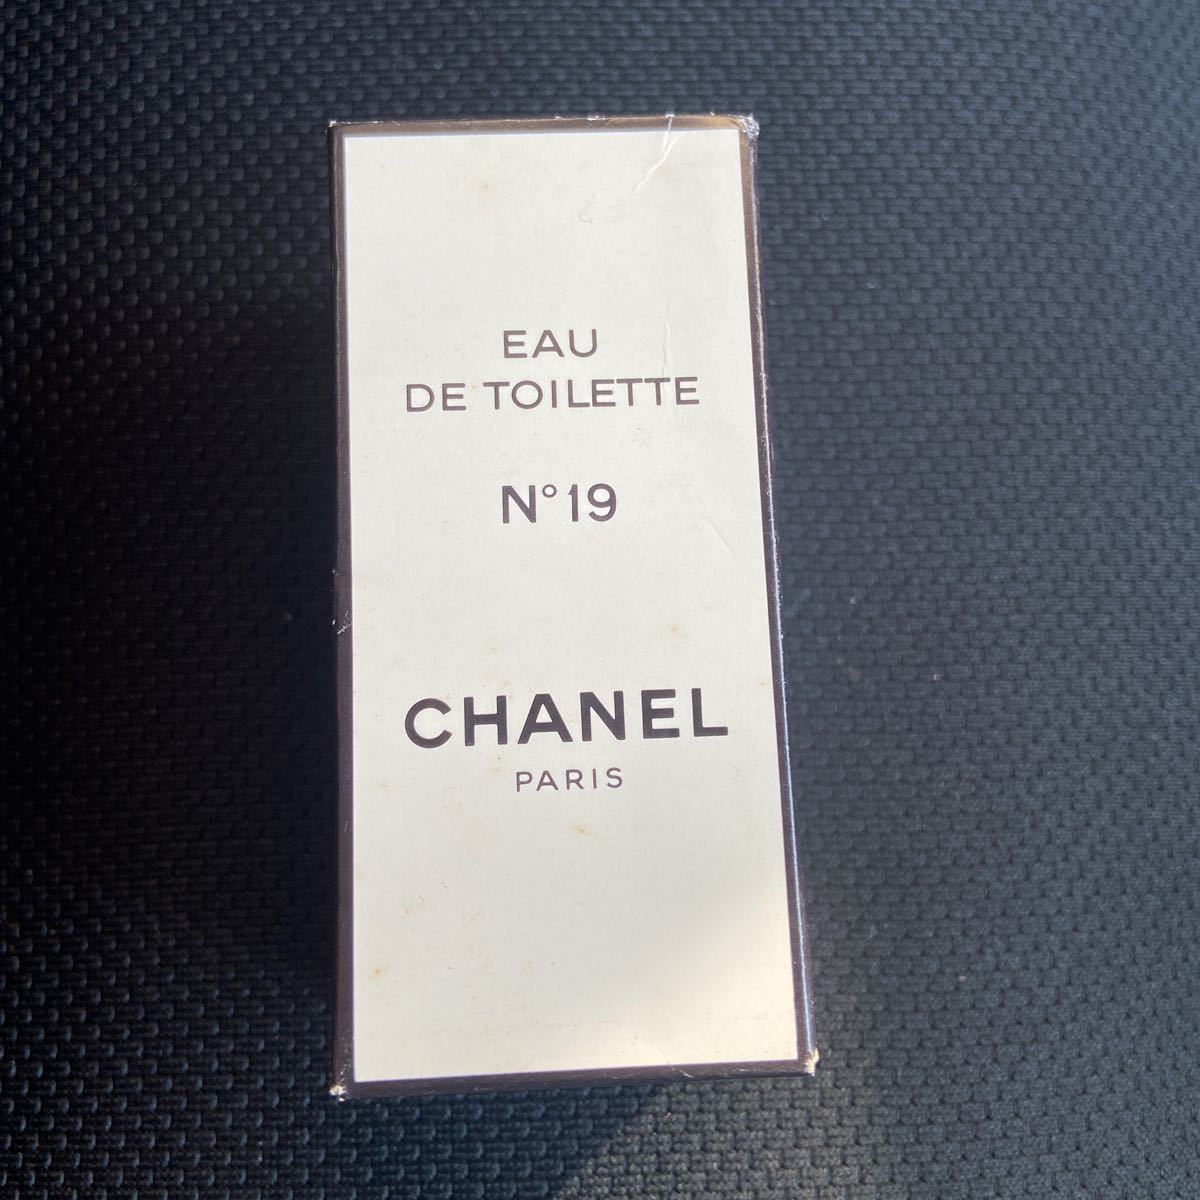 EAU
DE TOILETTE
N°19
CHANEL
PARIS